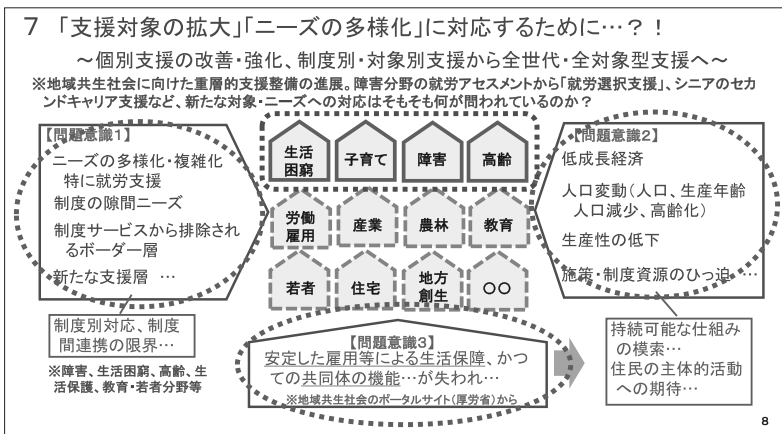 7 「支援対象の拡大」「ニーズの多様化」に対応するために…？！
～個別支援の改善・強化、制度別・対象別支援から全世代・全対象型支援へ～
※地域共生社会に向けた重層的支援整備の進展。障害分野の就労アセスメントから「就労選択支援」、シニアのセカ
ンドキャリア支援など、新たな対象・ニーズへの対応はそもそも何が問われているのか？
【問題意識1】
ニーズの多様化・複雑化
特に就労支援
制度の隙間ニーズ
制度サービスから排除され
るボーダー層
新たな支援層 …
制度別対応、制度
間連携の限界…
※障害、生活困窮、高齢、生
活保護、教育・若者分野等
生活
困窮
子育て
障害
高齢
労働
雇用
産業
農林
教育
若者
住宅
地方
創生
○○
【問題意識3】
安定した雇用等による生活保障、かつ
ての共同体の機能…が失われ…
※地域共生社会のポータルサイト(厚労省)から
【問題意識2】
低成長経済
人口変動(人口、生産年齢
人口減少、高齢化)
生産性の低下
施策・制度資源のひっ迫 …
持続可能な仕組み
の模索…
住民の主体的活動
への期待…
8